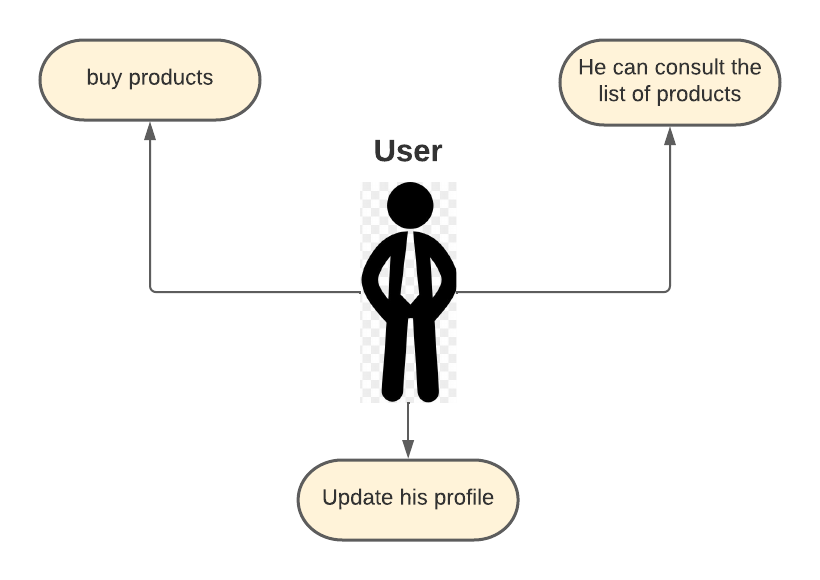 buy products
He can consult the
list of products
User
Update his profile